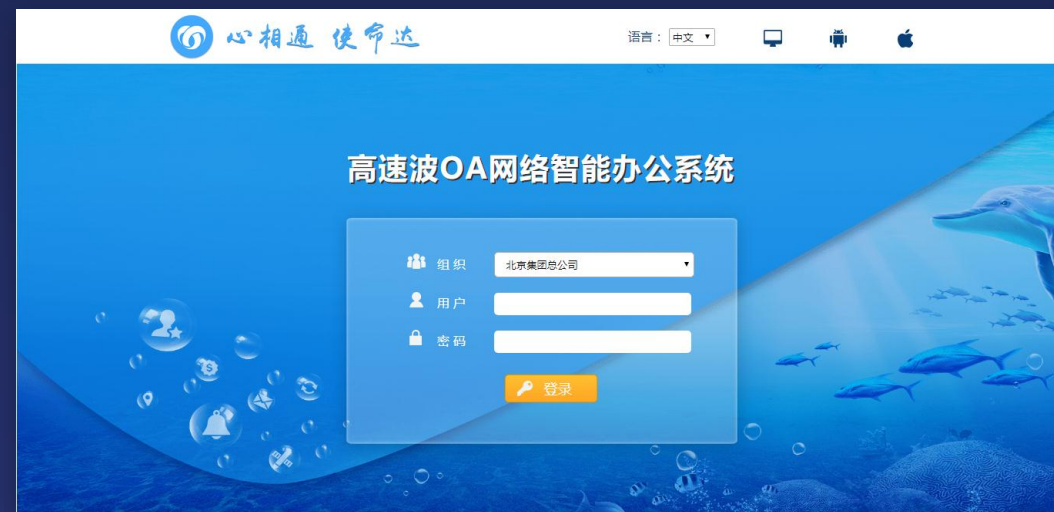 心相通 使命达
语言： 中文
高速波OA网络智能办公系统
组织 北京集团总公司
用户
密码
登录